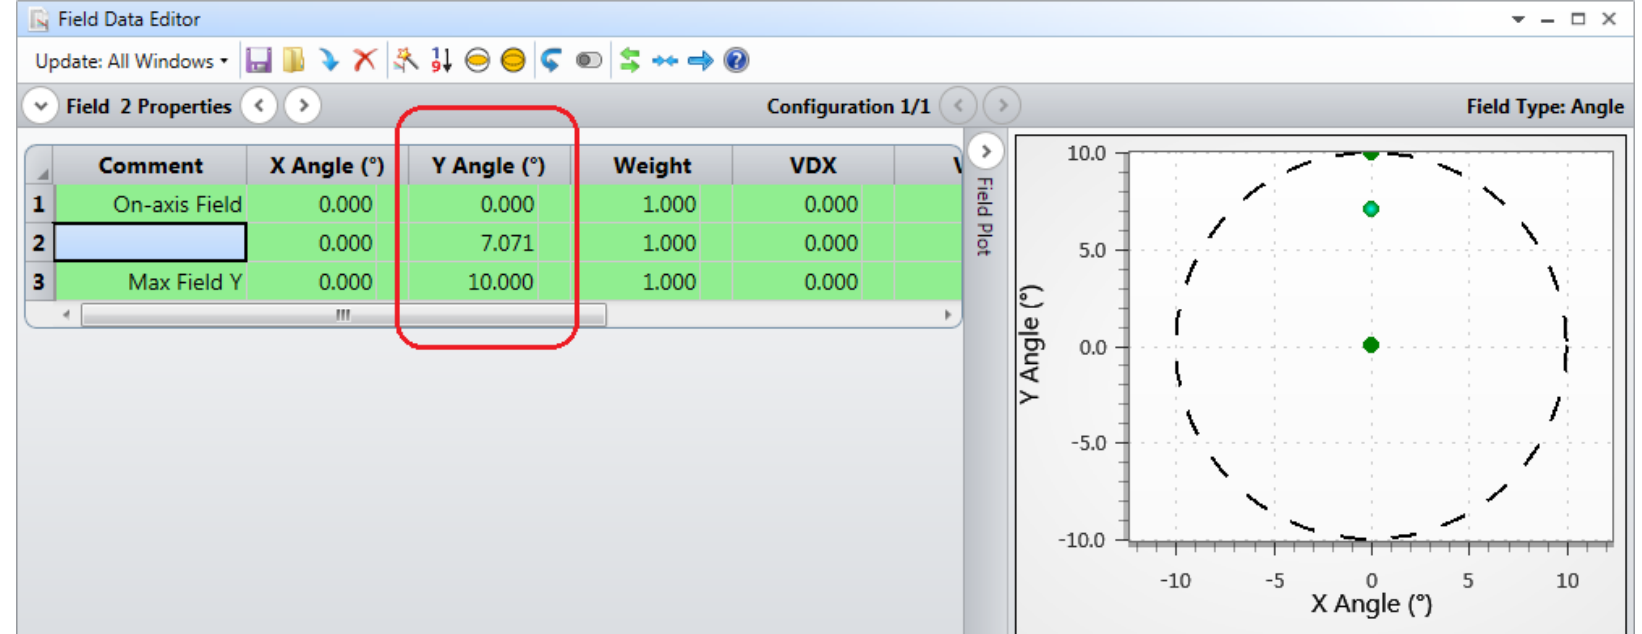 Field Data Editor
Update: All Windows
Field 2 Properties
Configuration 1/1
Field Type: Angle
Comment X Angle (°) Y Angle (°) Weight VDX
1 On-axis Field 0.000 0.000 1.000 0.000
2 0.000 7.071 1.000 0.000
3 Max Field Y 0.000 10.000 1.000 0.000
Field Plot
Y Angle (°)
10.0
5.0
0.0
-5.0
-10.0
-10 -5 0 5 10
X Angle (°)